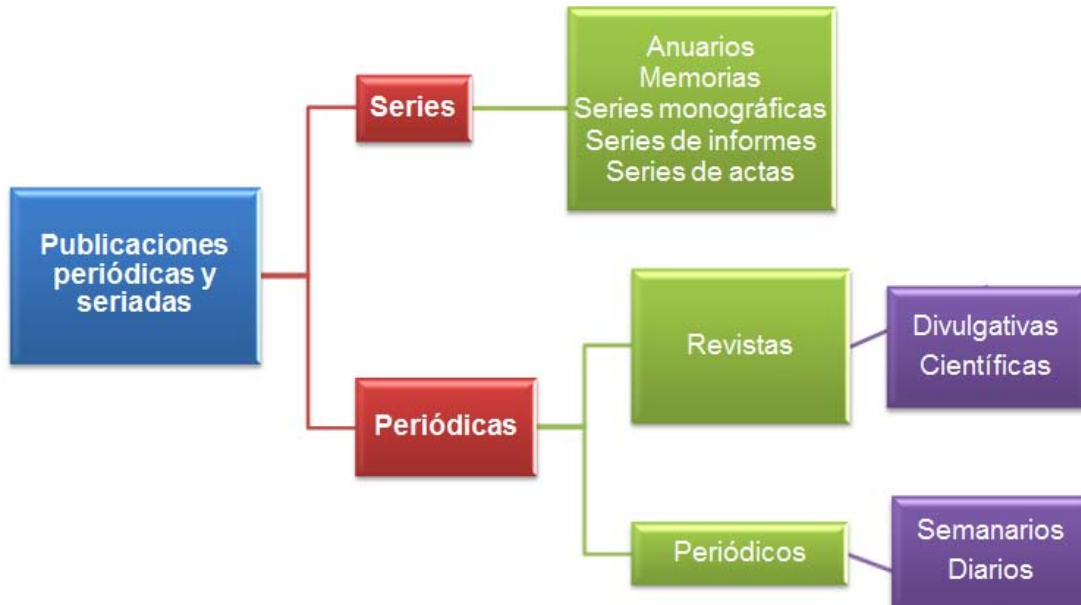 Publicaciones
periódicas y
seriadas
Series
Anuarios
Memorias
Series monográficas
Series de informes
Series de actas
Periódicas
Revistas
Divulgativas
Científicas
Periódicos
Semanarios
Diarios